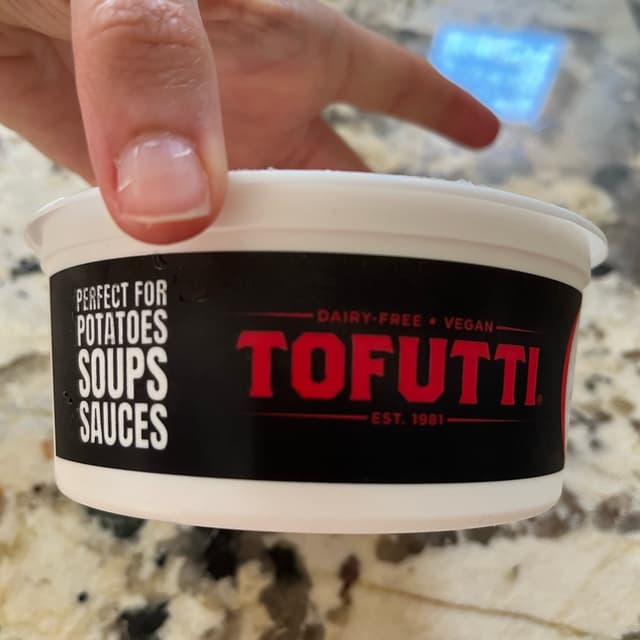 PERFECT FOR
POTATOES
SOUPS
SAUCES
DAIRY-FREE • VEGAN
TOFUTTI
EST. 1981